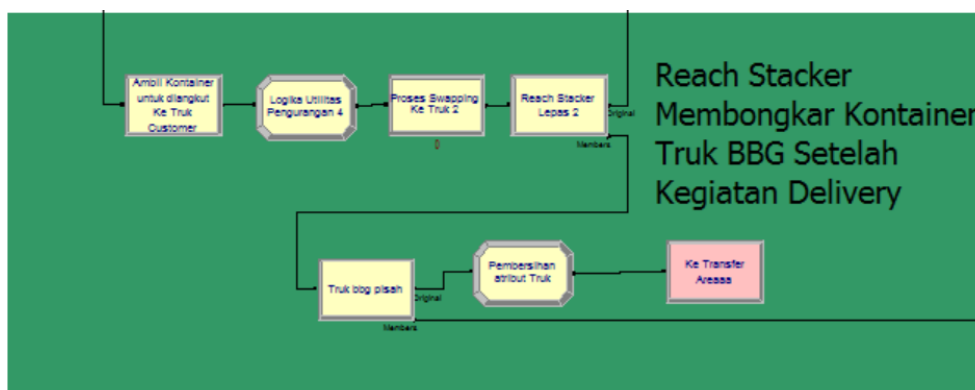 Ambil Kontainer
untuk diangkut
Ke Truk
Customer
Logika Utilitas
Pengurangan 4
Proses Swapping
Ke Truk 2
0
Reach Stacker
Lepas 2
Original
Members
Reach Stacker
Membongkar Kontainer
Truk BBG Setelah
Kegiatan Delivery
Truk bbg pisah
Original
Members
Pembersihan
atribut Truk
Ke Transfer
Areaas